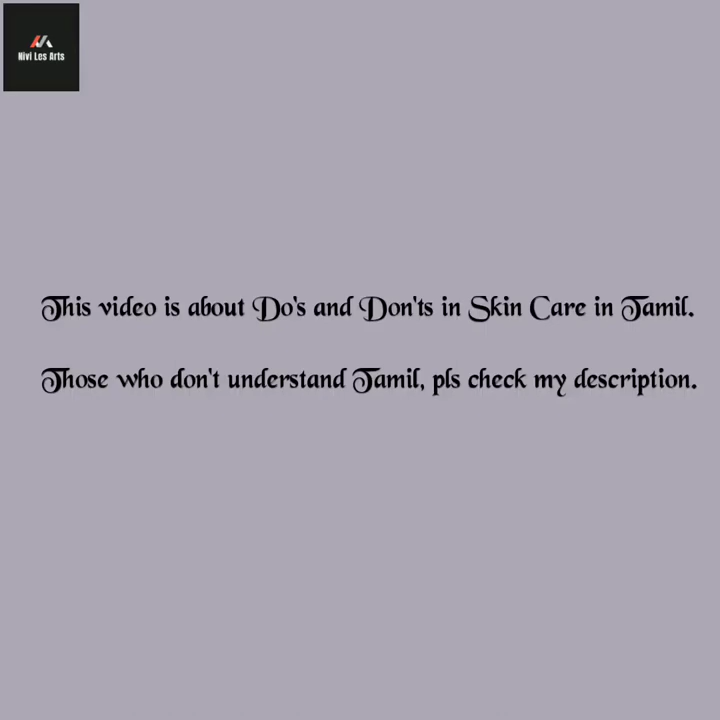 Nivi Les Arts
This video is about Do's and Don'ts in Skin Care in Tamil.
Those who don't understand Tamil, pls check my description.